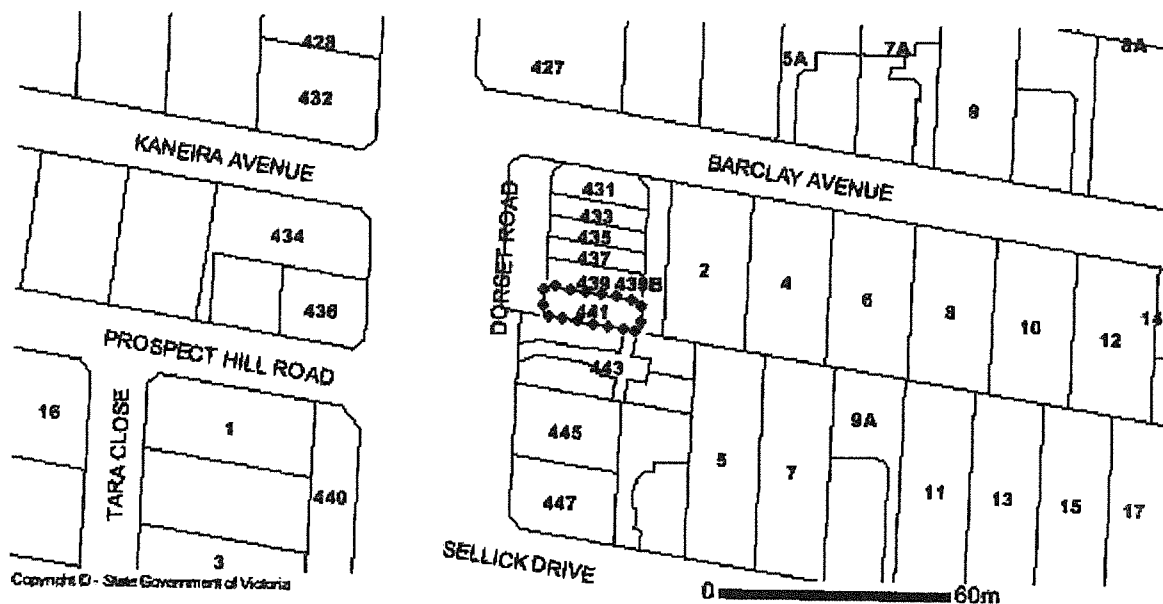 428
432
427
5A
7A
8A
9
KANEIRA AVENUE
BARCLAY AVENUE
DORSET ROAD
431
433
435
437
439 439B
441
434
436
2
4
6
8
10
12
14
PROSPECT HILL ROAD
443
16
TARA CLOSE
1
3
440
445
447
5
7
9A
11
13
15
17
SELLICK DRIVE
Copyright © - State Government of Victoria
0 60m